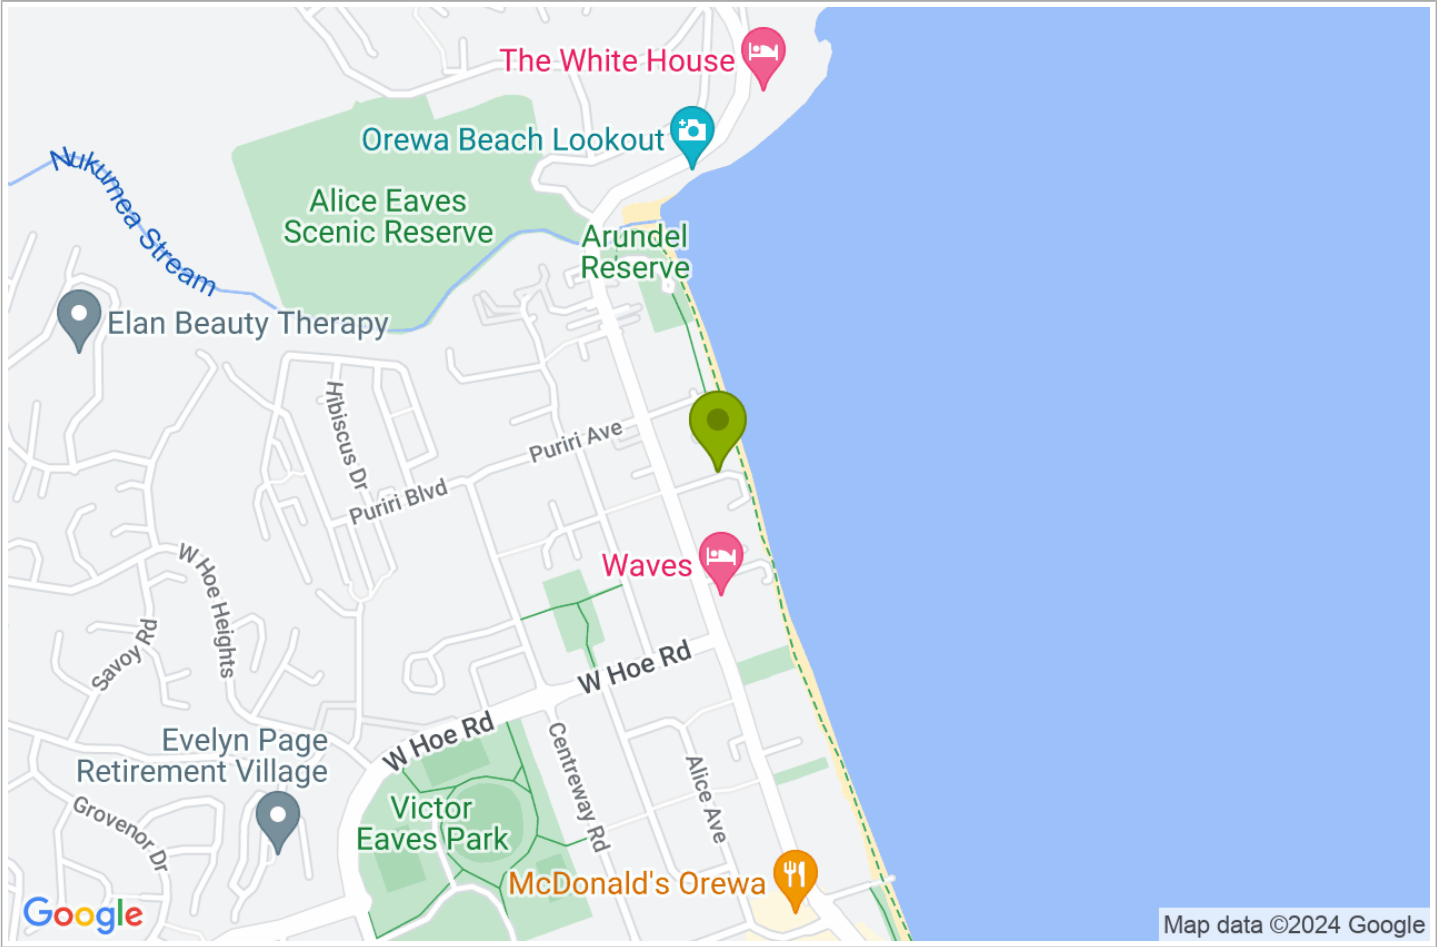 The White House
Orewa Beach Lookout
Nukumea Stream
Alice Eaves
Scenic Reserve
Arundel
Reserve
Elan Beauty Therapy
Hibiscus Dr
Puriri Ave
Puriri Blvd
W Hoe Heights
Waves
Savoy Rd
W Hoe Rd
W Hoe Rd
Evelyn Page
Retirement Village
Centreway Rd
Alice Ave
Grovenor Dr
Victor
Eaves Park
McDonald's Orewa
Google
Map data ©2024 Google